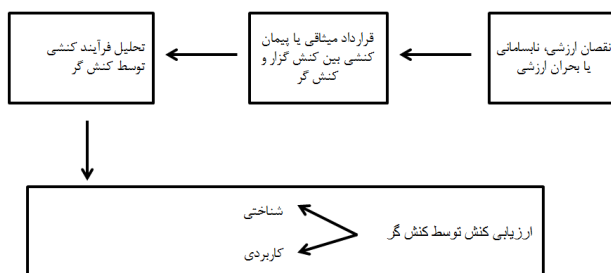 نقصان ارزشی، نابسامانی
یا بحران ارزشی
قرارداد میثاقی یا پیمان
کنشی بین کنش گزار و
کنش گر
تحلیل فرآیند کنشی
توسط کنش گر
ارزیابی کنش توسط کنش گر
شناختی
کاربردی